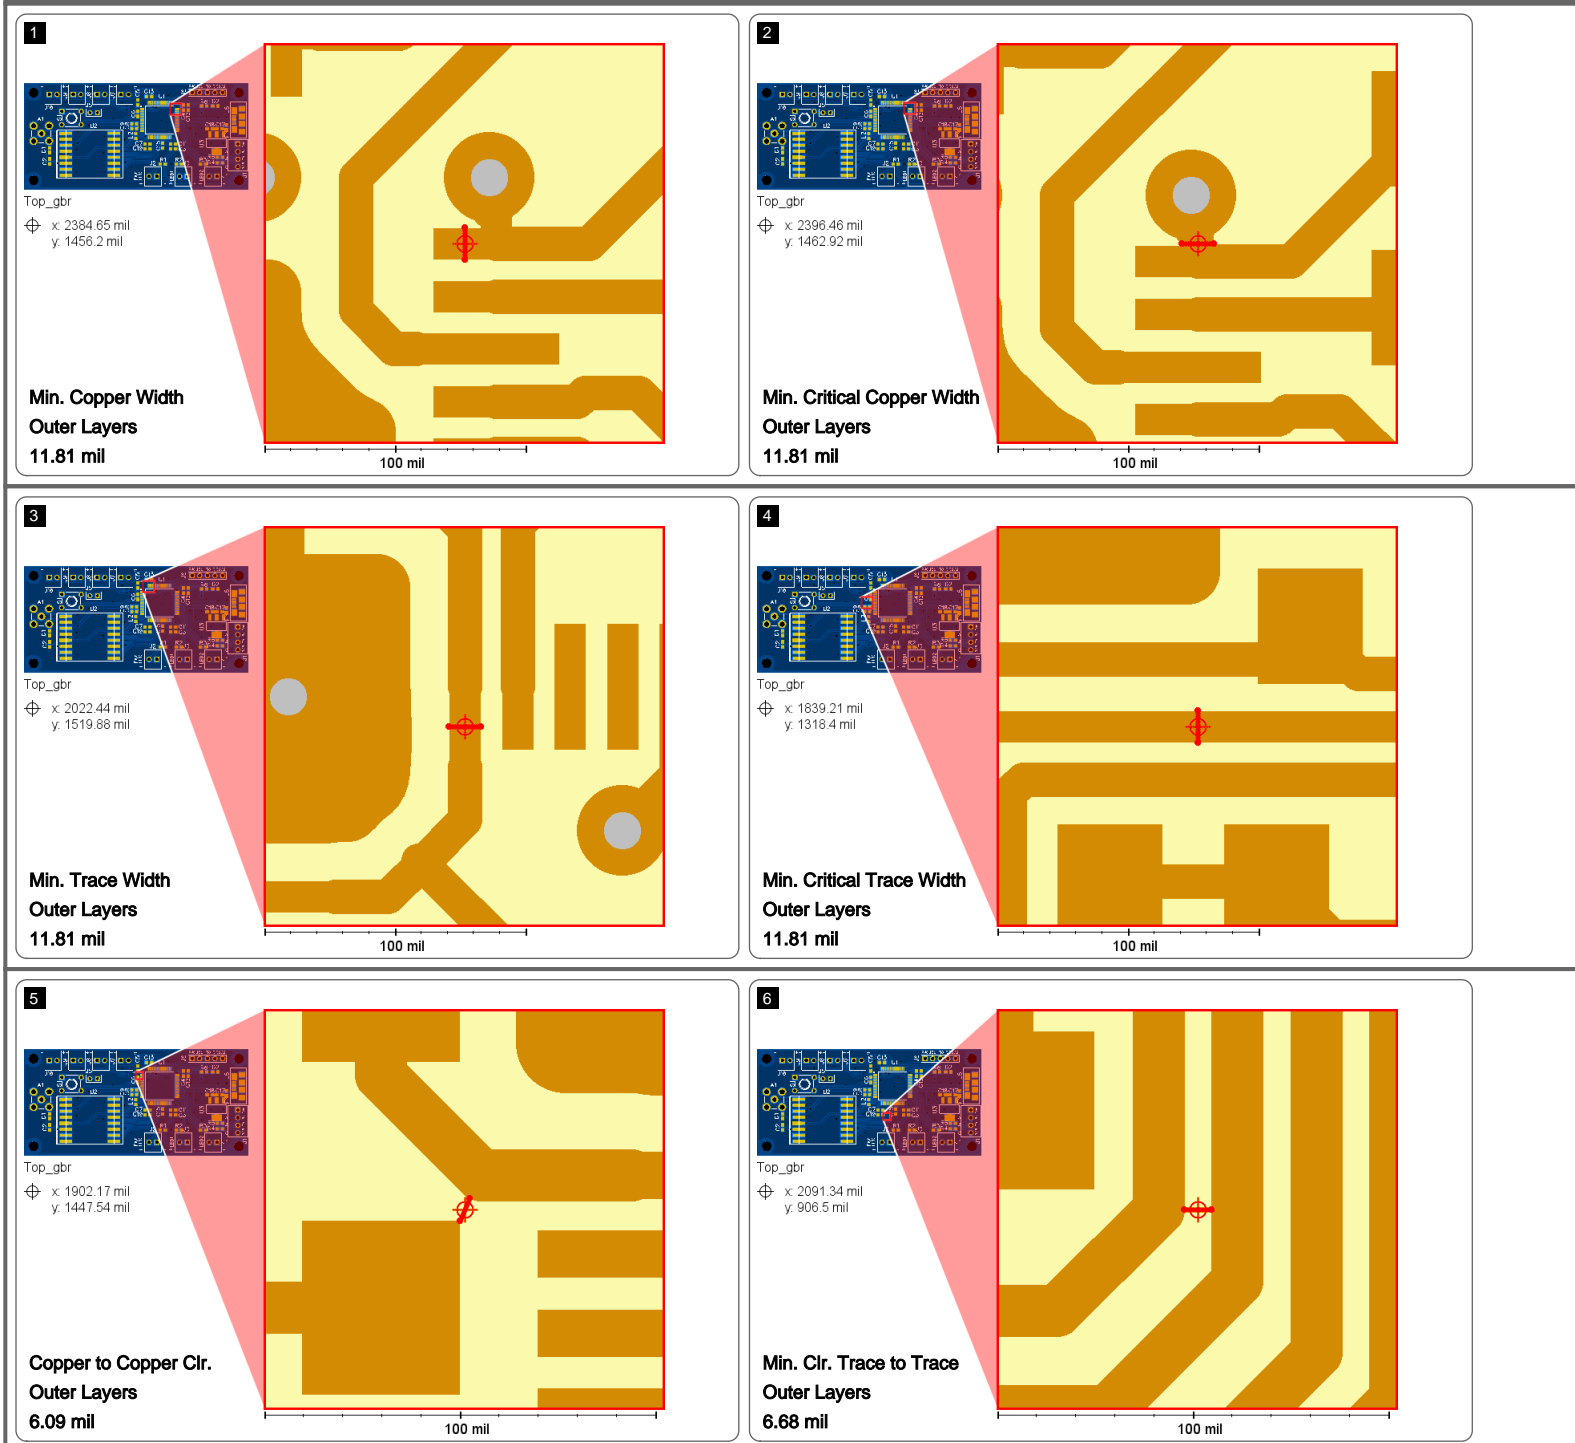 1
Top_gbr
x: 2384.65 mil
y: 1456.2 mil
Min. Copper Width
Outer Layers
11.81 mil
100 mil
2
Top_gbr
x: 2396.46 mil
y: 1462.92 mil
Min. Critical Copper Width
Outer Layers
11.81 mil
100 mil
3
Top_gbr
x: 2022.44 mil
y: 1519.88 mil
Min. Trace Width
Outer Layers
11.81 mil
100 mil
4
Top_gbr
x: 1839.21 mil
y: 1318.4 mil
Min. Critical Trace Width
Outer Layers
11.81 mil
100 mil
5
Top_gbr
x: 1902.17 mil
y: 1447.54 mil
Copper to Copper Clr.
Outer Layers
6.09 mil
100 mil
6
Top_gbr
x: 2091.34 mil
y: 906.5 mil
Min. Clr. Trace to Trace
Outer Layers
6.68 mil
100 mil